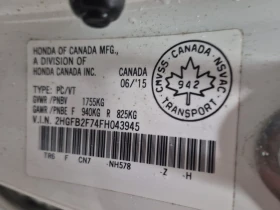 HONDA OF CANADA MFG.,
A DIVISION OF
HONDA CANADA INC.
CANADA
06/'15
TYPE: PC/VT
GVWR /PNBV 1755KG
GAWR /PNBE F 940KG R 825KG
V.I.N. 2HGFB2F74FH043945
TR6 F CN7 -NH578 -Z -H
CMVSS - CANADA - NSVAC
942
TRANSPORT